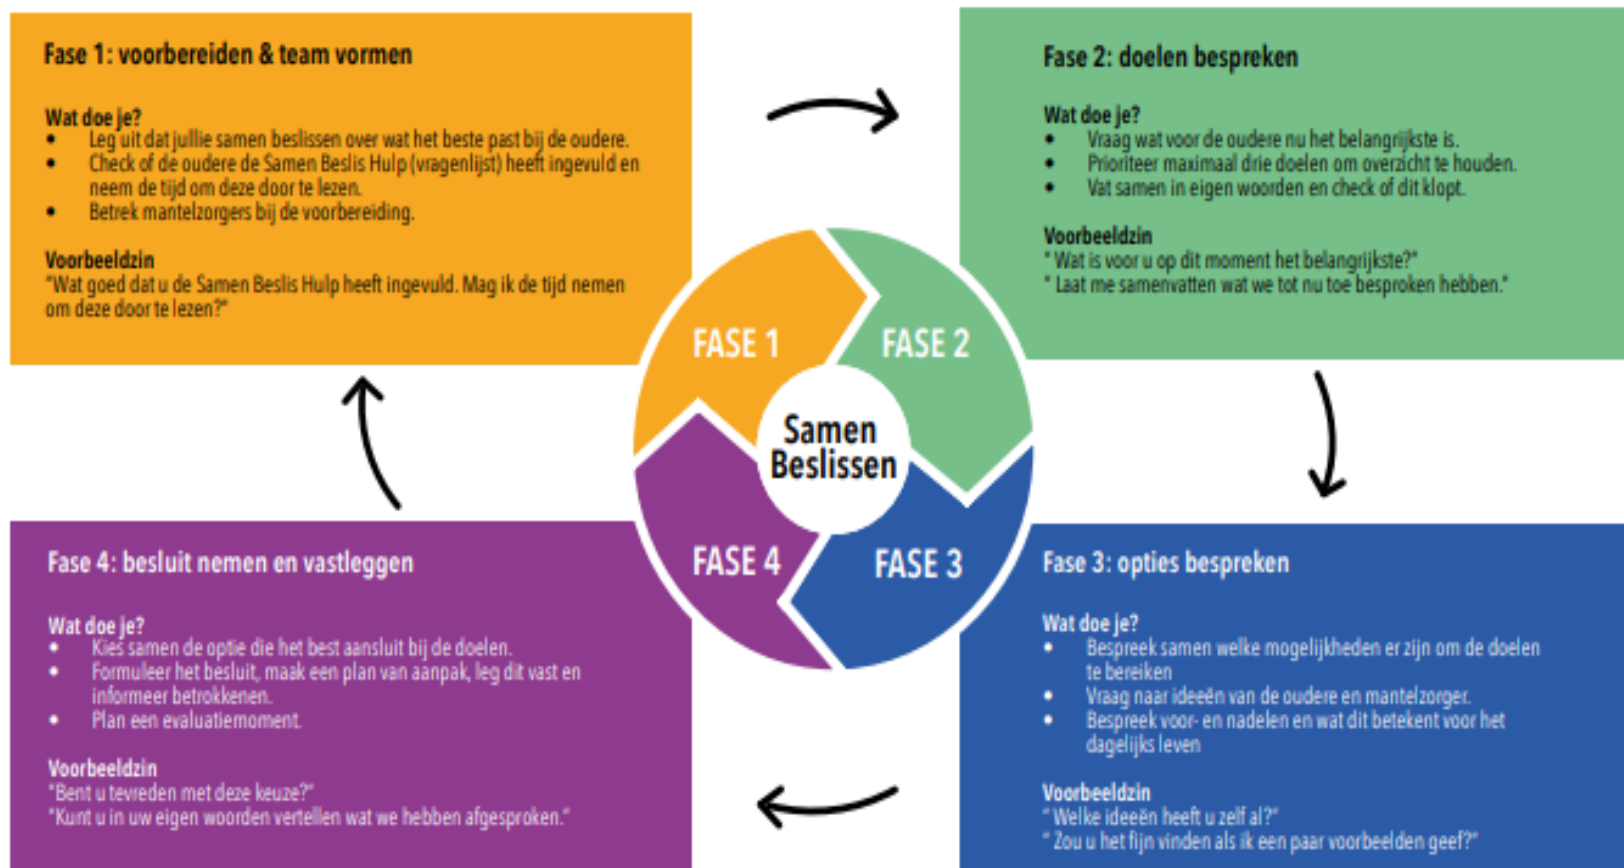 Fase 1: voorbereiden & team vormen
Wat doe je?
• Leg uit dat jullie samen beslissen over wat het beste past bij de oudere.
• Check of de oudere de Samen Beslis Hulp (vragenlijst) heeft ingevuld en
neem de tijd om deze door te lezen.
• Betrek mantelzorgers bij de voorbereiding.
Voorbeeldzin
"Wat goed dat u de Samen Beslis Hulp heeft ingevuld. Mag ik de tijd nemen
om deze door te lezen?"
Fase 2: doelen bespreken
Wat doe je?
• Vraag wat voor de oudere nu het belangrijkste is.
• Prioriteer maximaal drie doelen om overzicht te houden.
• Vat samen in eigen woorden en check of dit klopt.
Voorbeeldzin
" Wat is voor u op dit moment het belangrijkste?"
" Laat me samenvatten wat we tot nu toe besproken hebben."
FASE 1
FASE 2
Samen
Beslissen
FASE 4
FASE 3
Fase 4: besluit nemen en vastleggen
Wat doe je?
• Kies samen de optie die het best aansluit bij de doelen.
• Formuleer het besluit, maak een plan van aanpak, leg dit vast en
informeer betrokkenen.
• Plan een evaluatiemoment.
Voorbeeldzin
"Bent u tevreden met deze keuze?"
"Kunt u in uw eigen woorden vertellen wat we hebben afgesproken."
Fase 3: opties bespreken
Wat doe je?
• Bespreek samen welke mogelijkheden er zijn om de doelen
te bereiken
• Vraag naar ideeën van de oudere en mantelzorger.
• Bespreek voor- en nadelen en wat dit betekent voor het
dagelijks leven
Voorbeeldzin
" Welke ideeën heeft u zelf al?"
" Zou u het fijn vinden als ik een paar voorbeelden geef?"